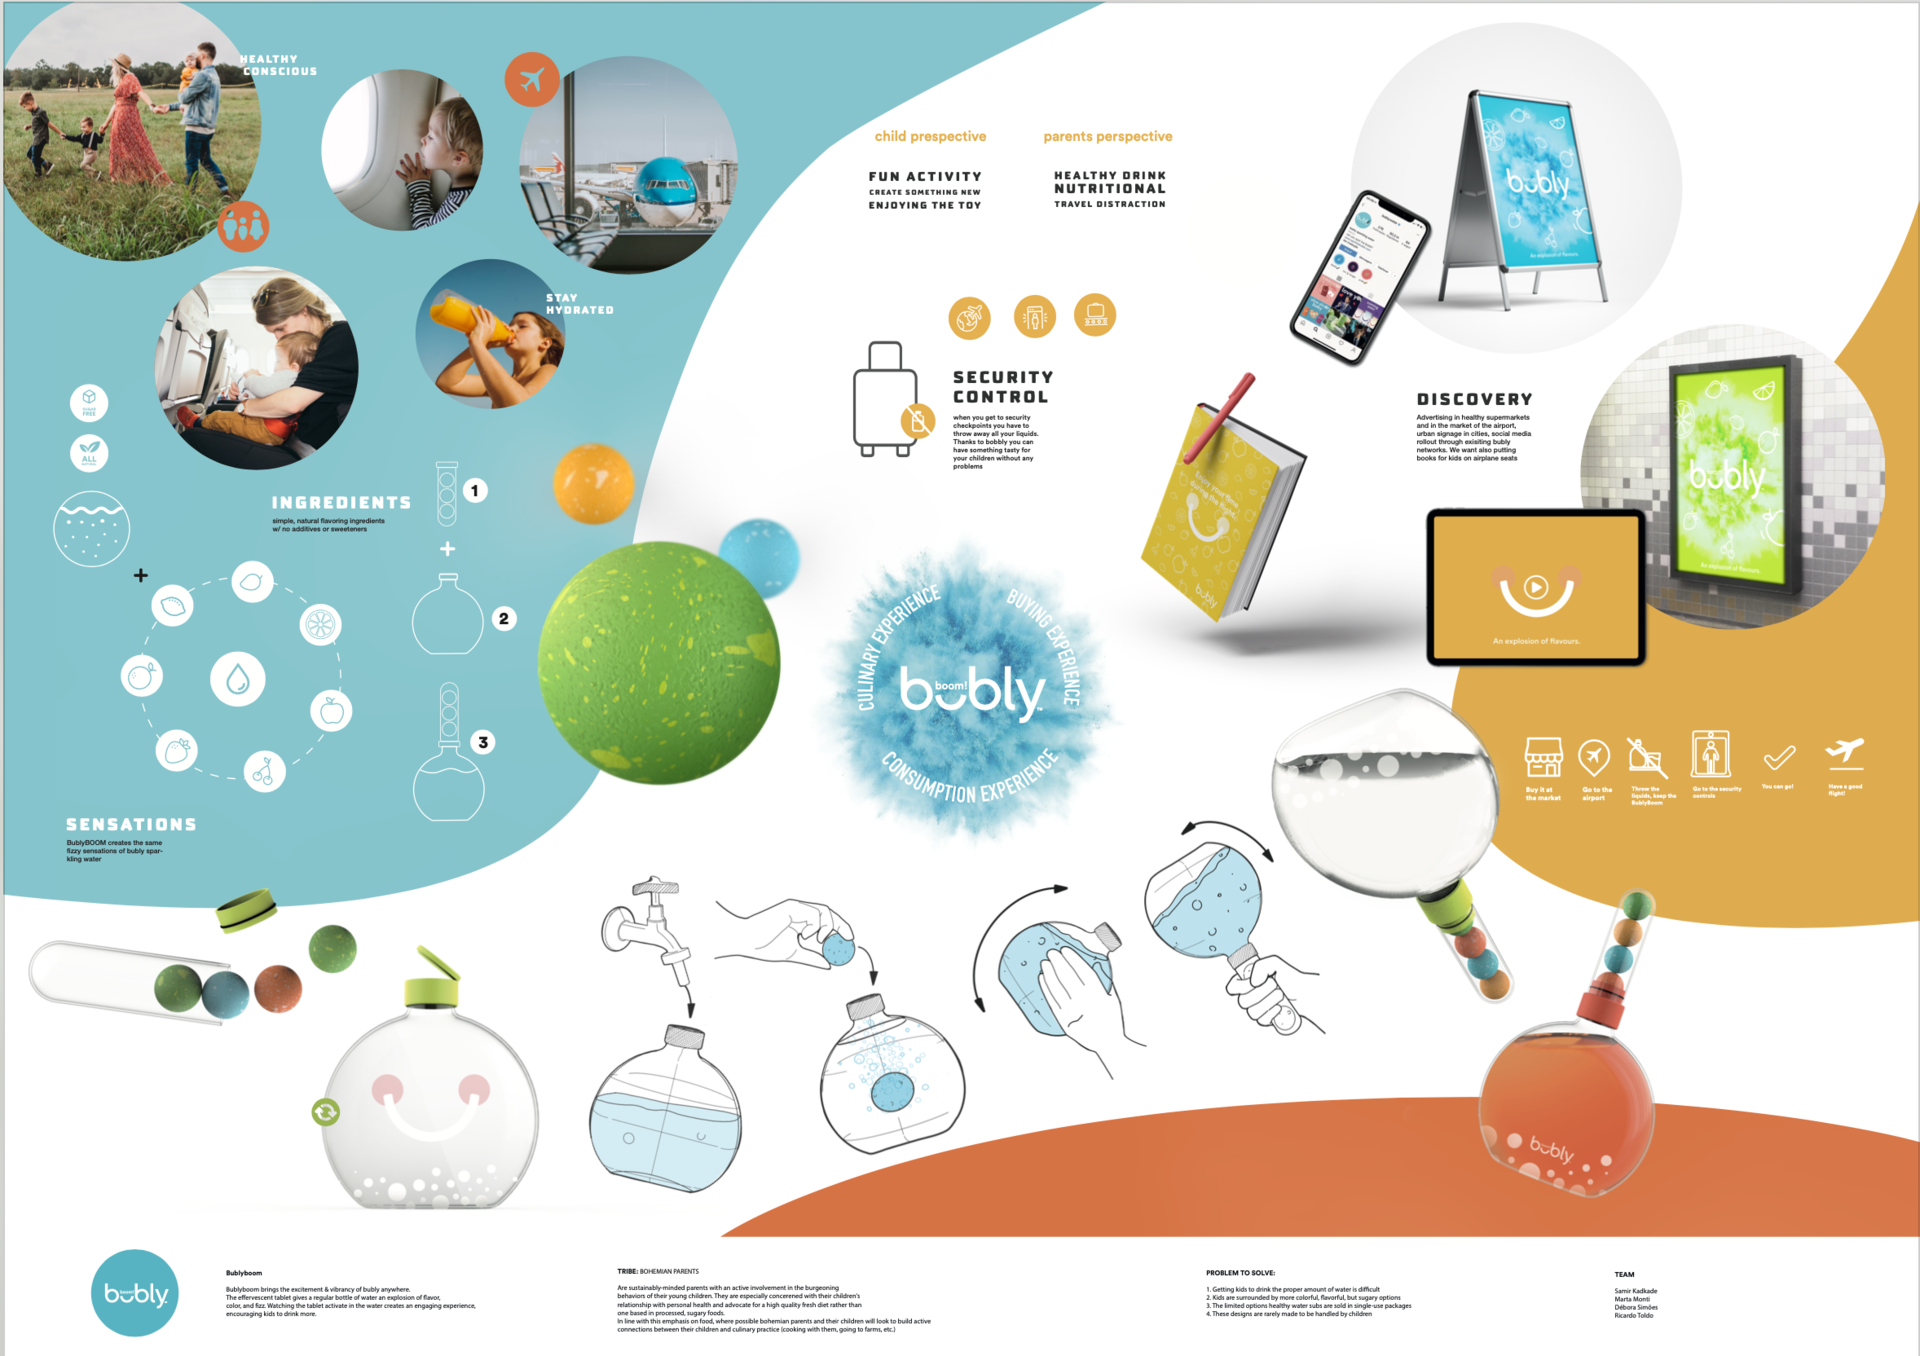 HEALTHY
CONSCIOUS
STAY
HYDRATED
SUGAR
FREE
ALL
NATURAL
INGREDIENTS
simple, natural flavoring ingredients
w/ no additives or sweeteners
1
+
2
3
+
SENSATIONS
BublyBOOM creates the same
fizzy sensations of bubly spar-
kling water
child prespective
FUN ACTIVITY
CREATE SOMETHING NEW
ENJOYING THE TOY
parents perspective
HEALTHY DRINK
NUTRITIONAL
TRAVEL DISTRACTION
SECURITY
CONTROL
when you get to security
checkpoints you have to
throw away all your liquids.
Thanks to bobbly you can
have something tasty for
your children without any
problems
CULINARY EXPERIENCE
BUYING EXPERIENCE
CONSUMPTION EXPERIENCE
boom!
bubly
bubly
An explosion of flavours.
DISCOVERY
Advertising in healthy supermarkets
and in the market of the airport,
urban signage in cities, social media
rollout through exisiting bubly
networks. We want also putting
books for kids on airplane seats
Enjoy your time
during the flight
bubly
bubly
An explosion of flavours.
An explosion of flavours.
Buy it at
the market
Go to the
airport
Throw the
liquids, keep the
BublyBoom
Go to the security
controls
You can go!
Have a good
flight!
bubly
bubly
Bublyboom
Bublyboom brings the excitement & vibrancy of bubly anywhere.
The effervescent tablet gives a regular bottle of water an explosion of flavor,
color, and fizz. Watching the tablet activate in the water creates an engaging experience,
encouraging kids to drink more.
TRIBE: BOHEMIAN PARENTS
Are sustainably-minded parents with an active involvement in the burgeoning
behaviors of their young children. They are especially concerened with their children's
relationship with personal health and advocate for a high quality fresh diet rather than
one based in processed, sugary foods.
In line with this emphasis on food, where possible bohemian parents and their children will look to build active
connections between their children and culinary practice (cooking with them, going to farms, etc.)
PROBLEM TO SOLVE:
1. Getting kids to drink the proper amount of water is difficult
2. Kids are surrounded by more colorful, flavorful, but sugary options
3. The limited options healthy water subs are sold in single-use packages
4. These designs are rarely made to be handled by children
TEAM
Samir Kadkade
Marta Monti
Débora Simões
Ricardo Toldo